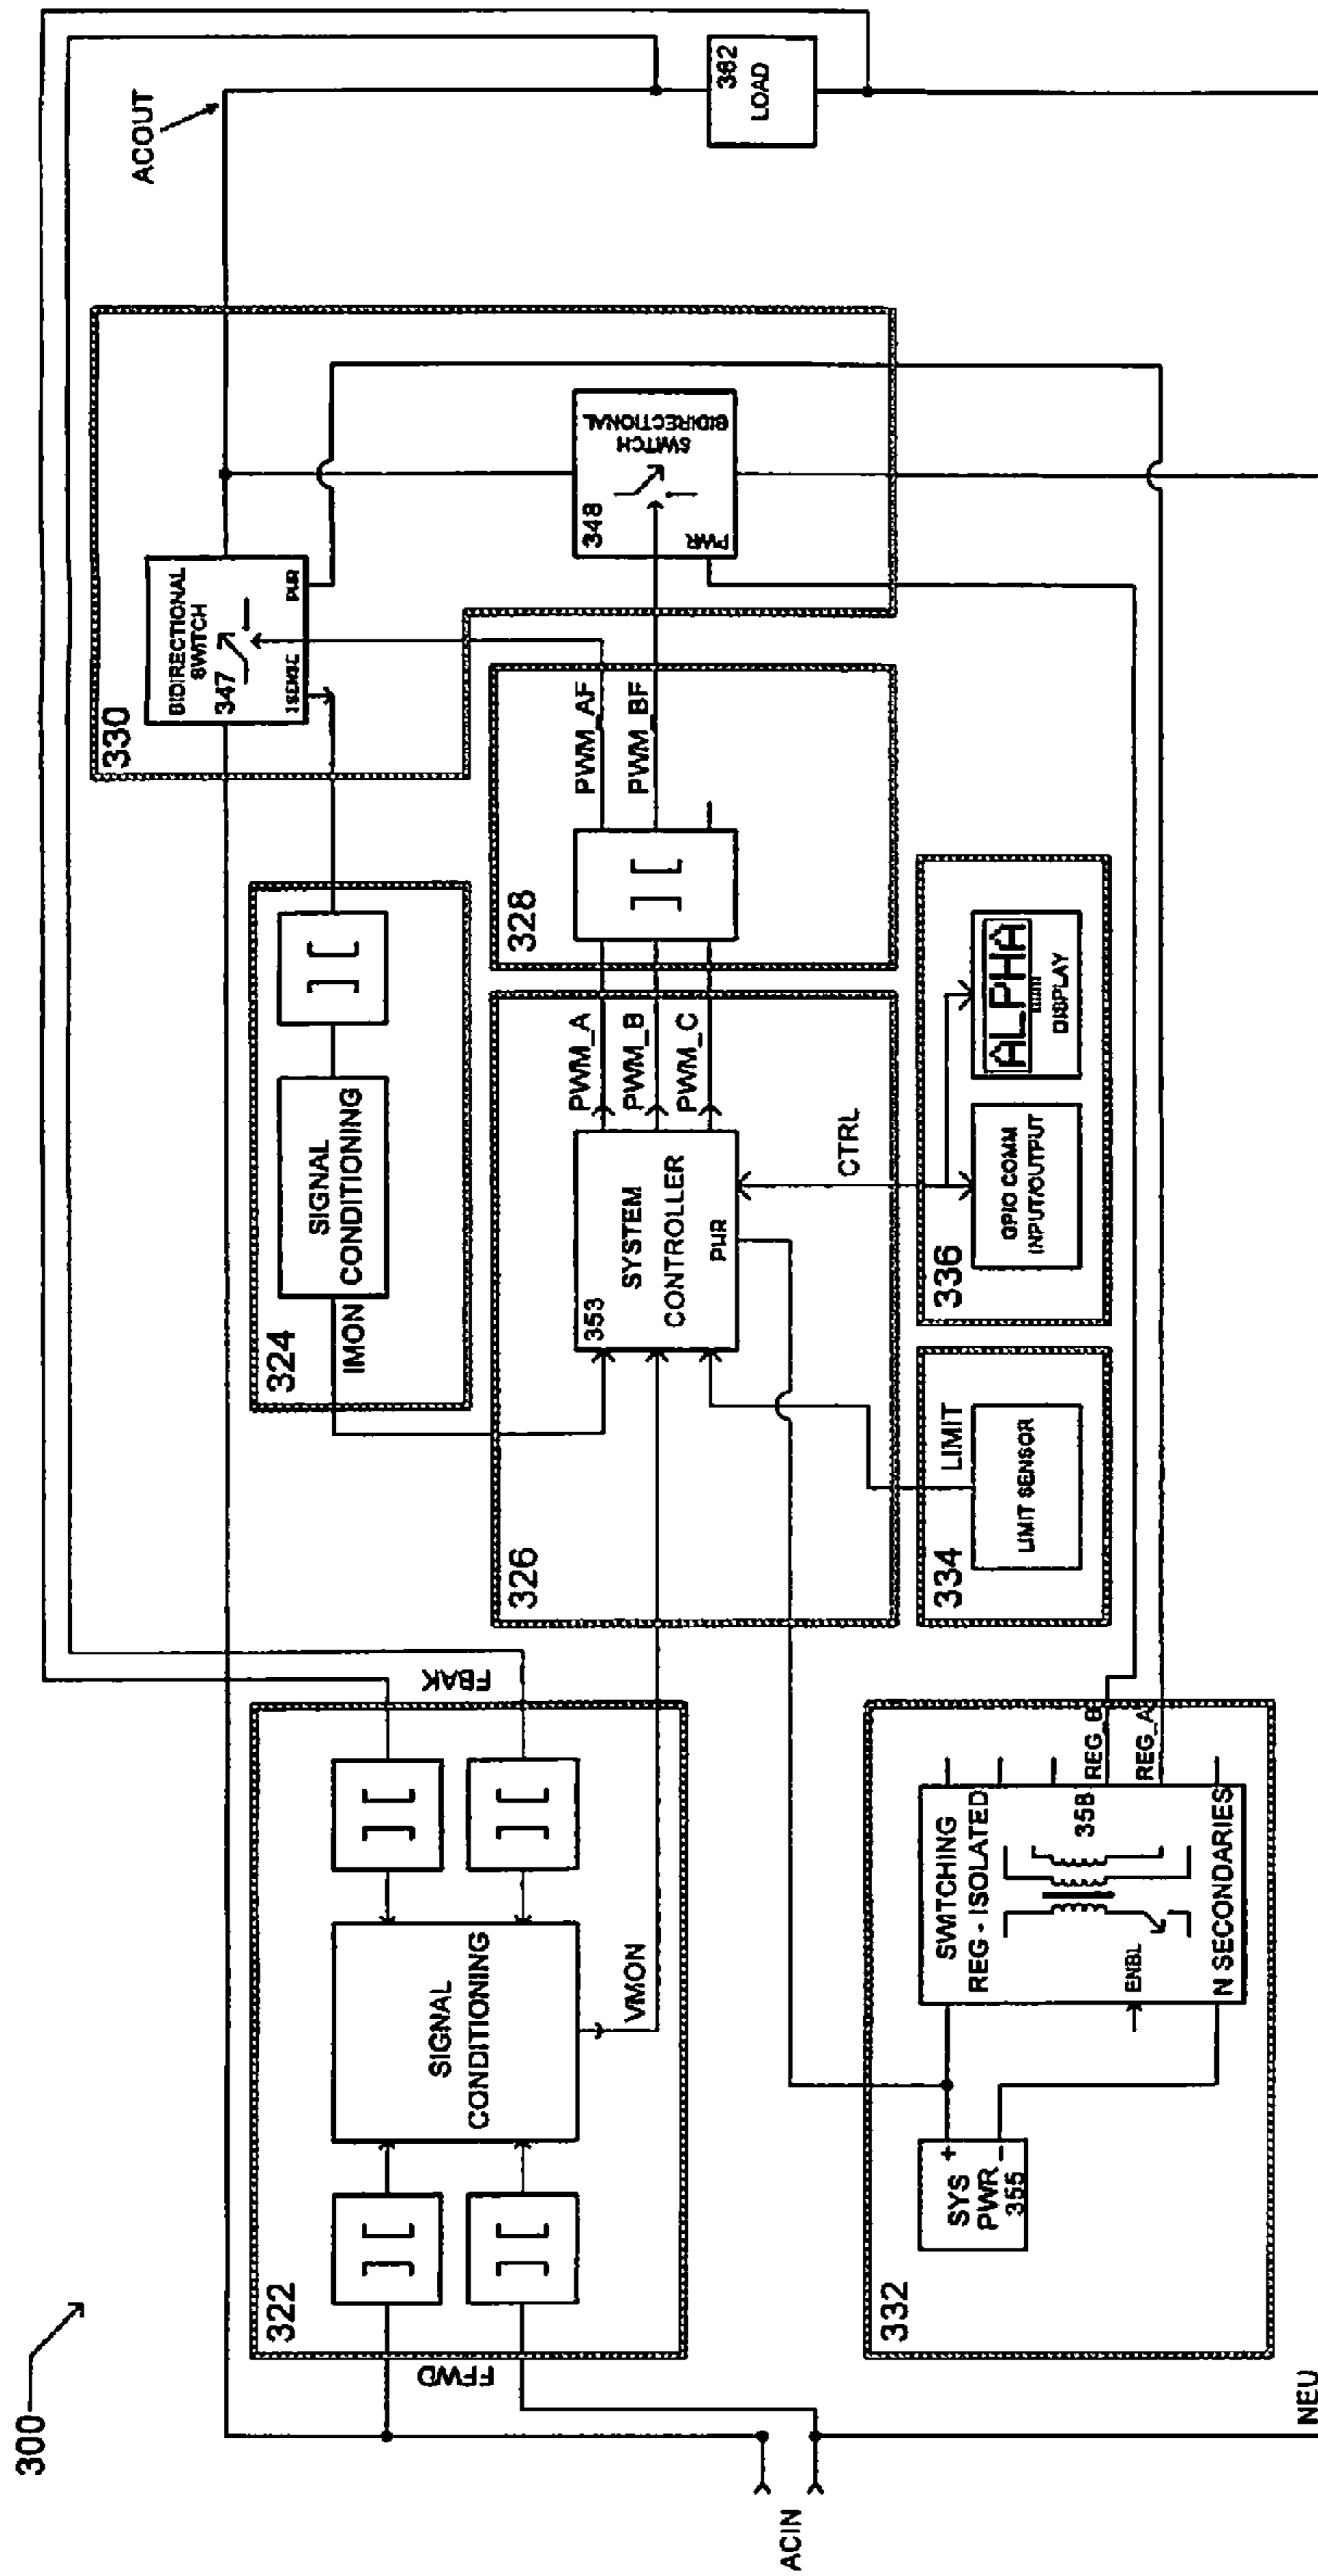 300
ACIN
NEU
322
FFWD
FBAK
SIGNAL
CONDITIONING
VMON
332
SYS
PWR
355
+
-
SWITCHING
REG - ISOLATED
358
ENBL
N SECONDARIES
REG_B
REG_A
324
IMON
SIGNAL
CONDITIONING
326
353
SYSTEM
CONTROLLER
PWR
PWM_A
PWM_B
PWM_C
CTRL
334
LIMIT
LIMIT SENSOR
336
GPIO COMM
INPUT/OUTPUT
ALPHA
DISPLAY
328
PWM_AF
PWM_BF
330
BIDIRECTIONAL
SWITCH
347
ISENSE
PWR
348
BIDIRECTIONAL
SWITCH
PWR
ACOUT
362
LOAD